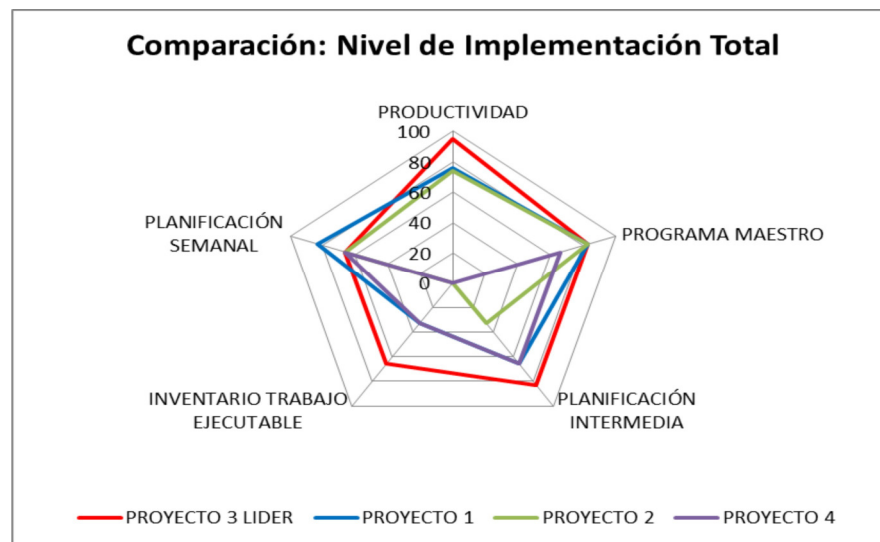 Comparación: Nivel de Implementación Total
PRODUCTIVIDAD
100
80
60
40
20
0
PROGRAMA MAESTRO
PLANIFICACIÓN
INTERMEDIA
INVENTARIO TRABAJO
EJECUTABLE
PLANIFICACIÓN
SEMANAL
PROYECTO 3 LIDER
PROYECTO 1
PROYECTO 2
PROYECTO 4